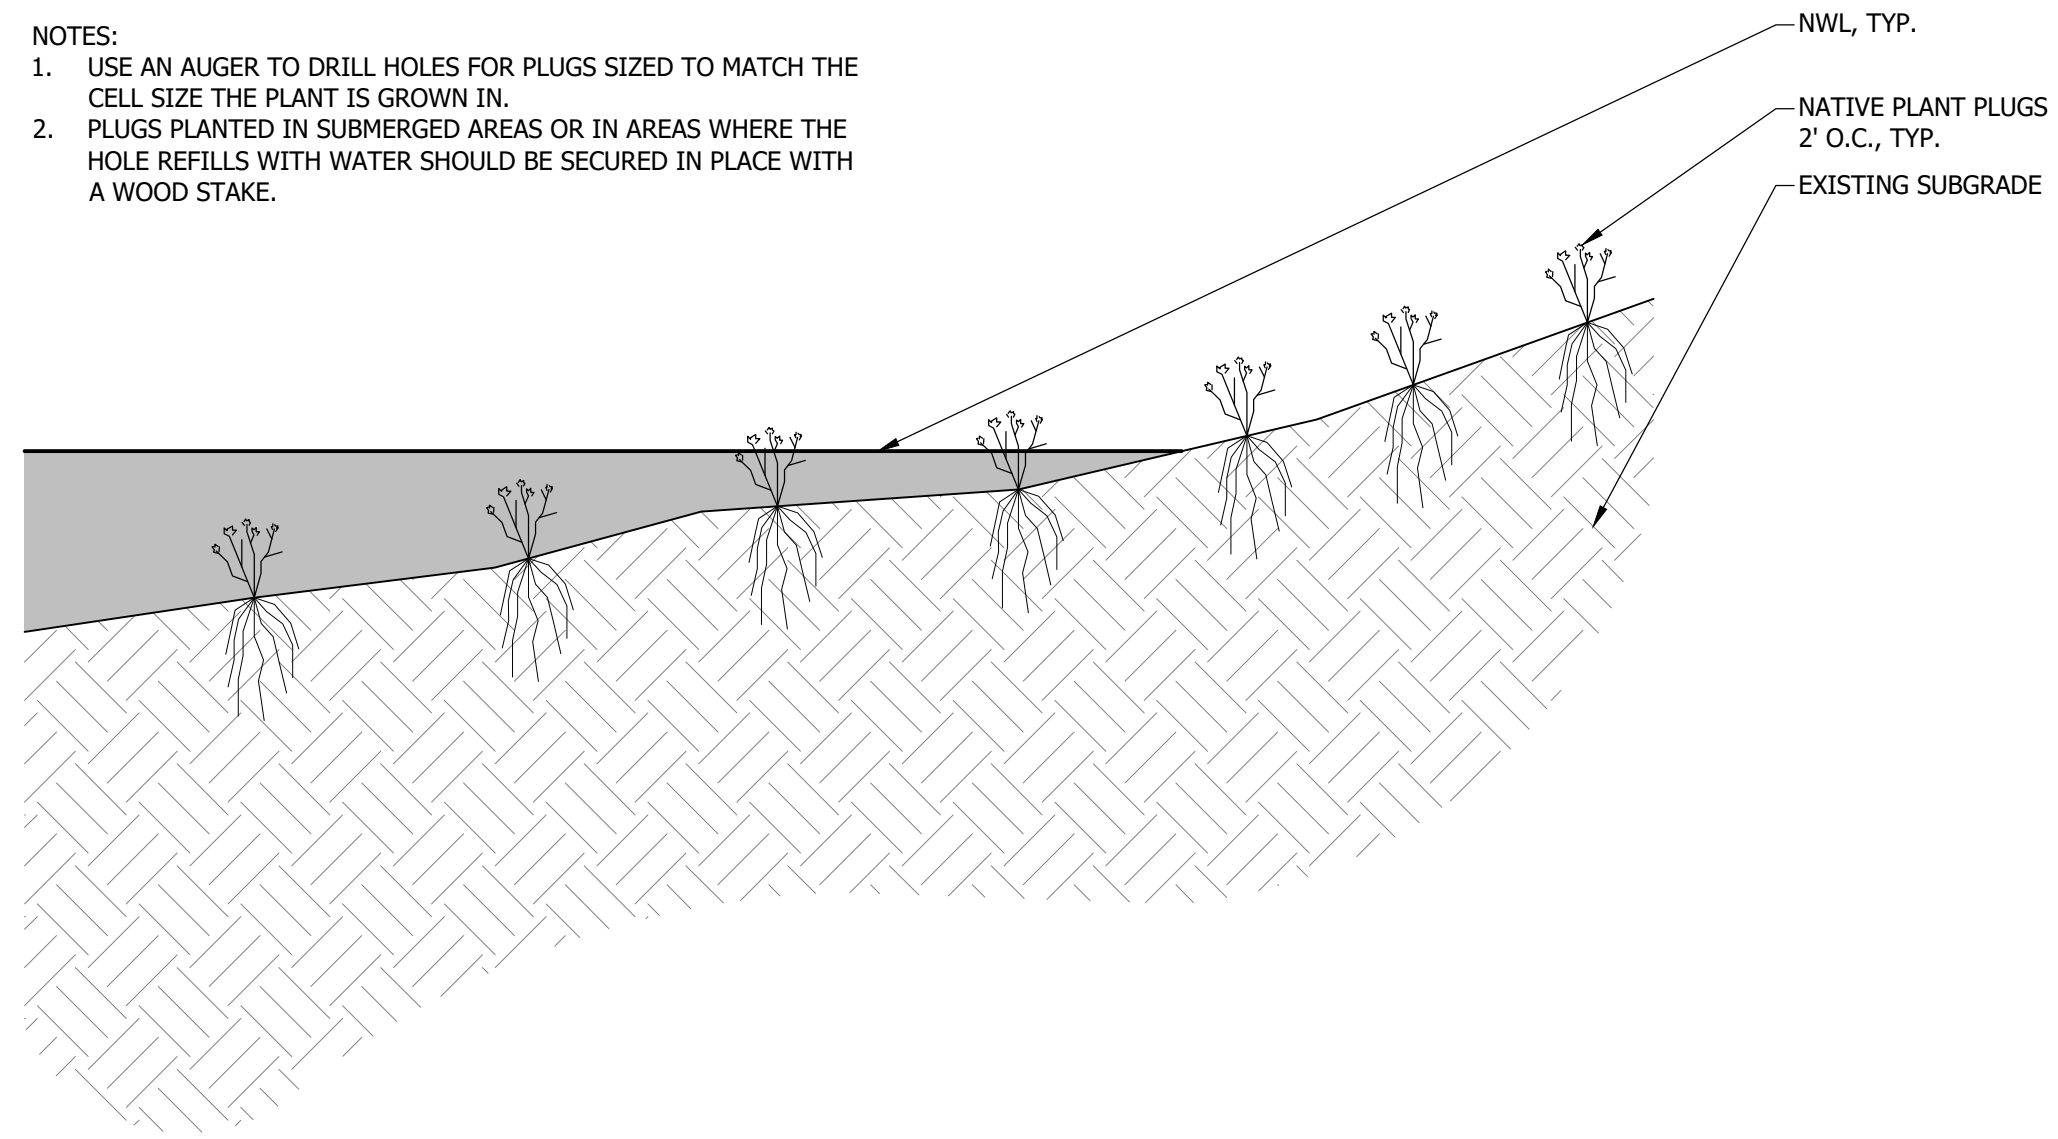 NOTES:
1. USE AN AUGER TO DRILL HOLES FOR PLUGS SIZED TO MATCH THE
CELL SIZE THE PLANT IS GROWN IN.
2. PLUGS PLANTED IN SUBMERGED AREAS OR IN AREAS WHERE THE
HOLE REFILLS WITH WATER SHOULD BE SECURED IN PLACE WITH
A WOOD STAKE.
NWL, TYP.
NATIVE PLANT PLUGS
2' O.C., TYP.
EXISTING SUBGRADE